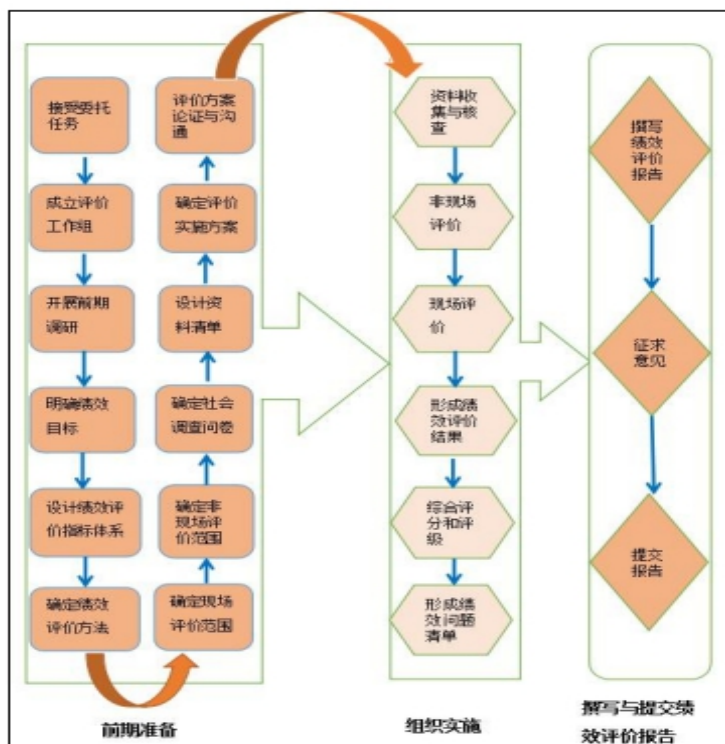 接受委托
任务
成立评价
工作组
开展前期
调研
明确绩效
目标
设计绩效评
价指标体系
确定绩效
评价方法
确定现场
评价范围
确定非
现场评
价范围
确定社会
调查问卷
设计资
料清单
确定评价
实施方案
评价方案
论证与沟
通
前期准备
资料收
集与核
查
非现场
评价
现场评
价
形成绩
效评价
结果
综合评
分和评
级
形成绩
效问题
清单
组织实施
撰写
绩效
评价
报告
征求
意见
提交
报告
撰写与提交绩
效评价报告